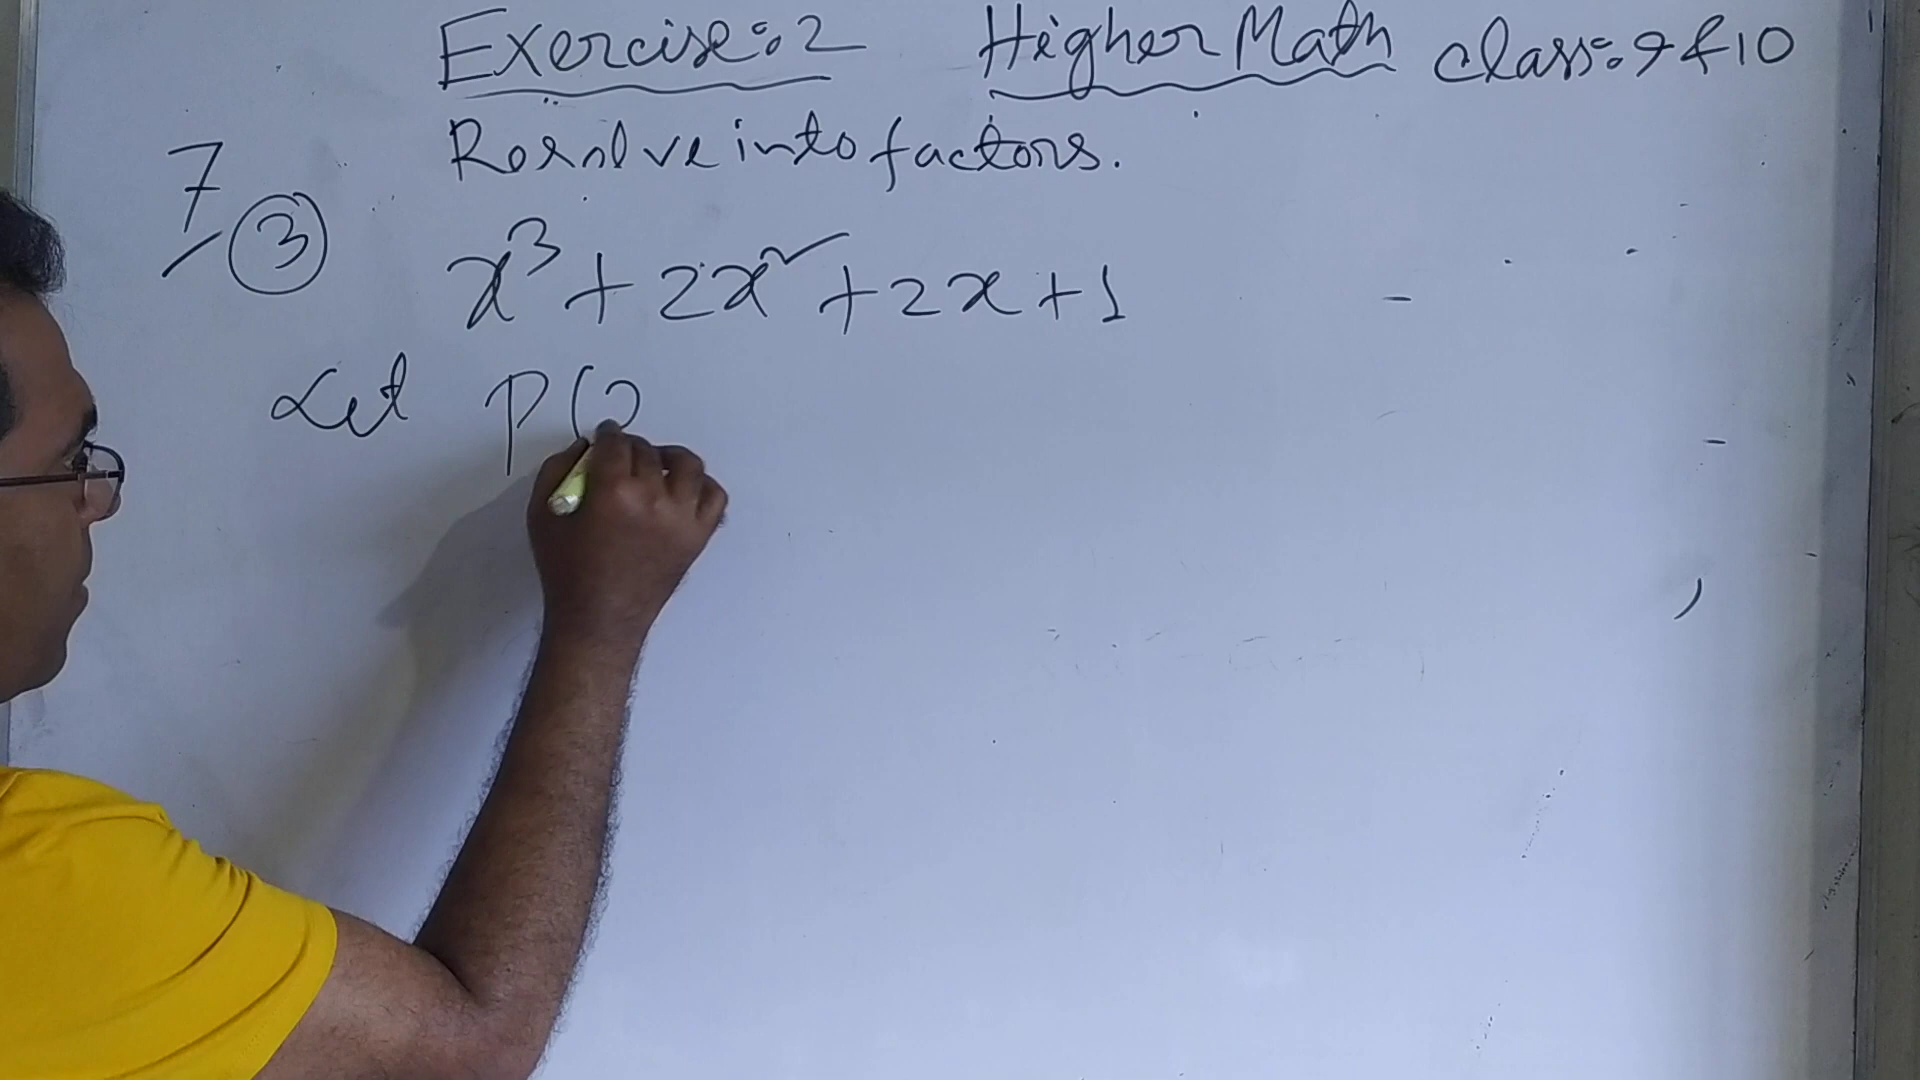 Exercise:2 Higher Math class:9 & 10
Resolve into factors.
7 ③ x³ + 2x² + 2x + 1
Let P(